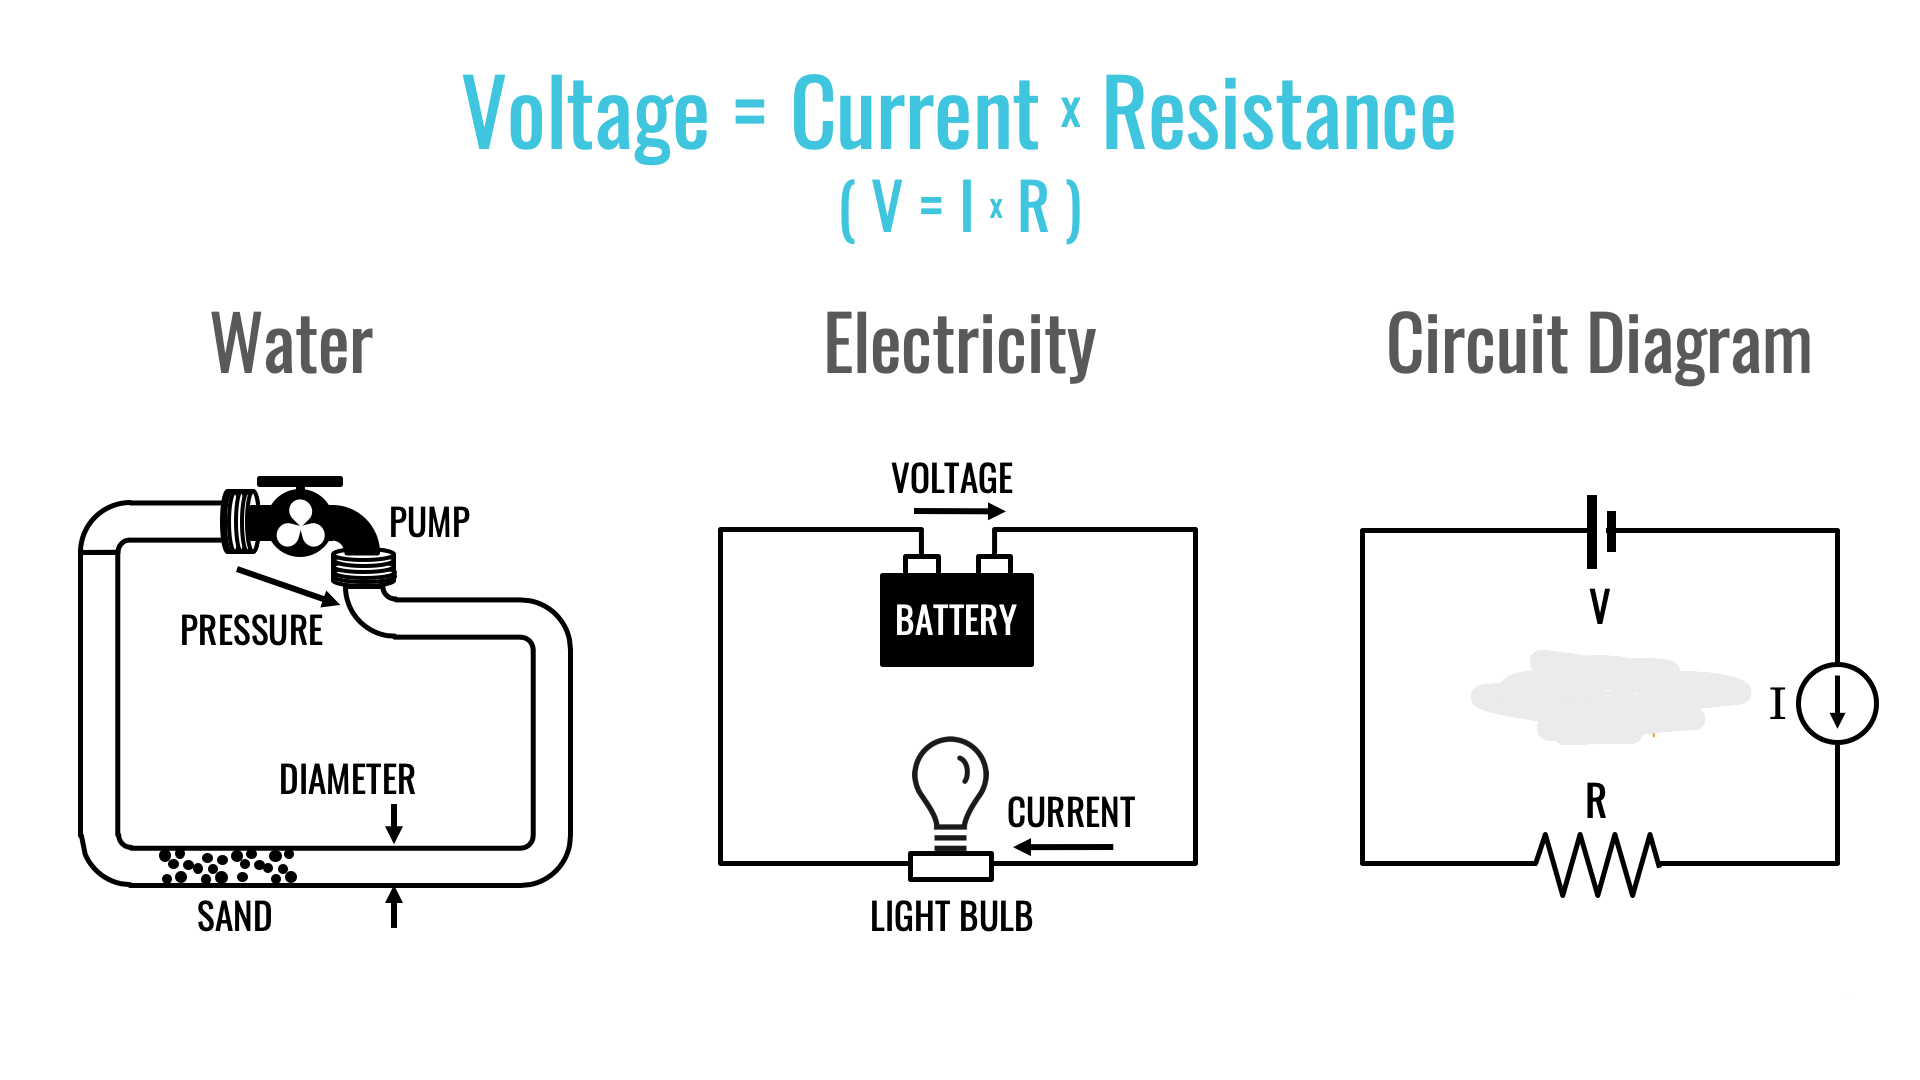 Voltage = Current x Resistance
( V = I x R )
Water
Electricity
Circuit Diagram
PUMP
PRESSURE
DIAMETER
SAND
VOLTAGE
BATTERY
CURRENT
LIGHT BULB
V
I
R